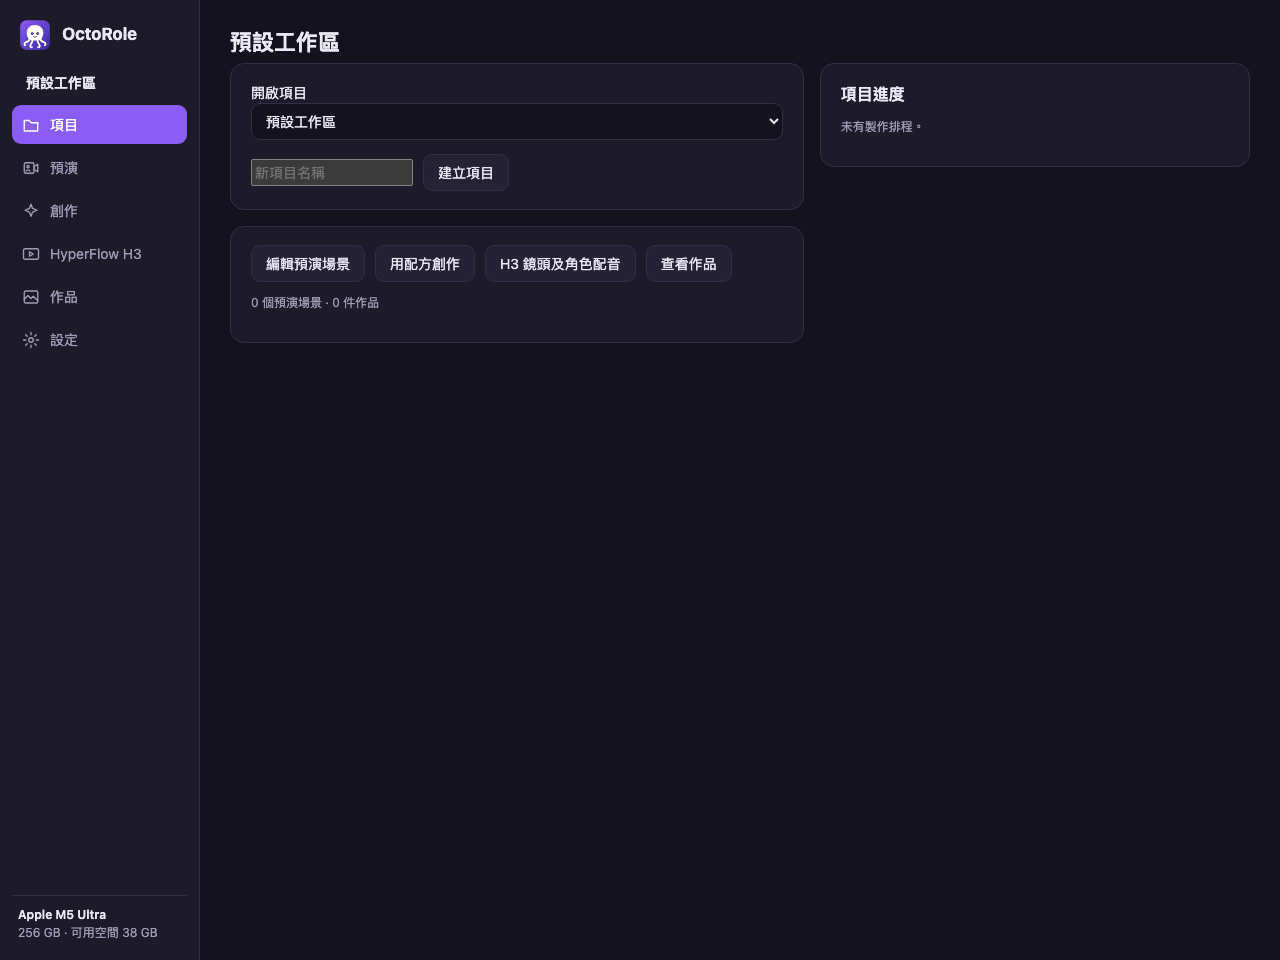 OctoRole
預設工作區
項目
預演
創作
HyperFlow H3
作品
設定
Apple M5 Ultra
256 GB · 可用空間 38 GB
預設工作區
開啟項目
預設工作區
新項目名稱
建立項目
編輯預演場景
用配方創作
H3 鏡頭及角色配音
查看作品
0 個預演場景 · 0 件作品
項目進度
未有製作排程。